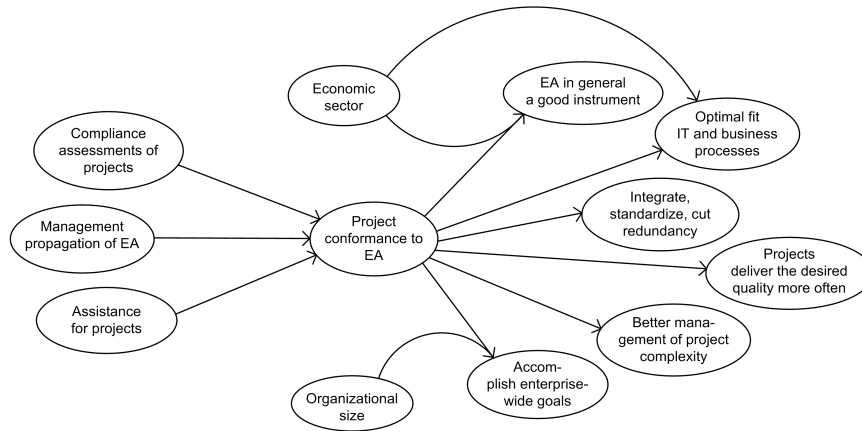 Economic
sector
EA in general
a good instrument
Optimal fit
IT and business
processes
Compliance
assessments of
projects
Integrate,
standardize, cut
redundancy
Management
propagation of EA
Project
conformance to
EA
Projects
deliver the desired
quality more often
Assistance
for projects
Better mana-
gement of project
complexity
Organizational
size
Accom-
plish enterprise-
wide goals